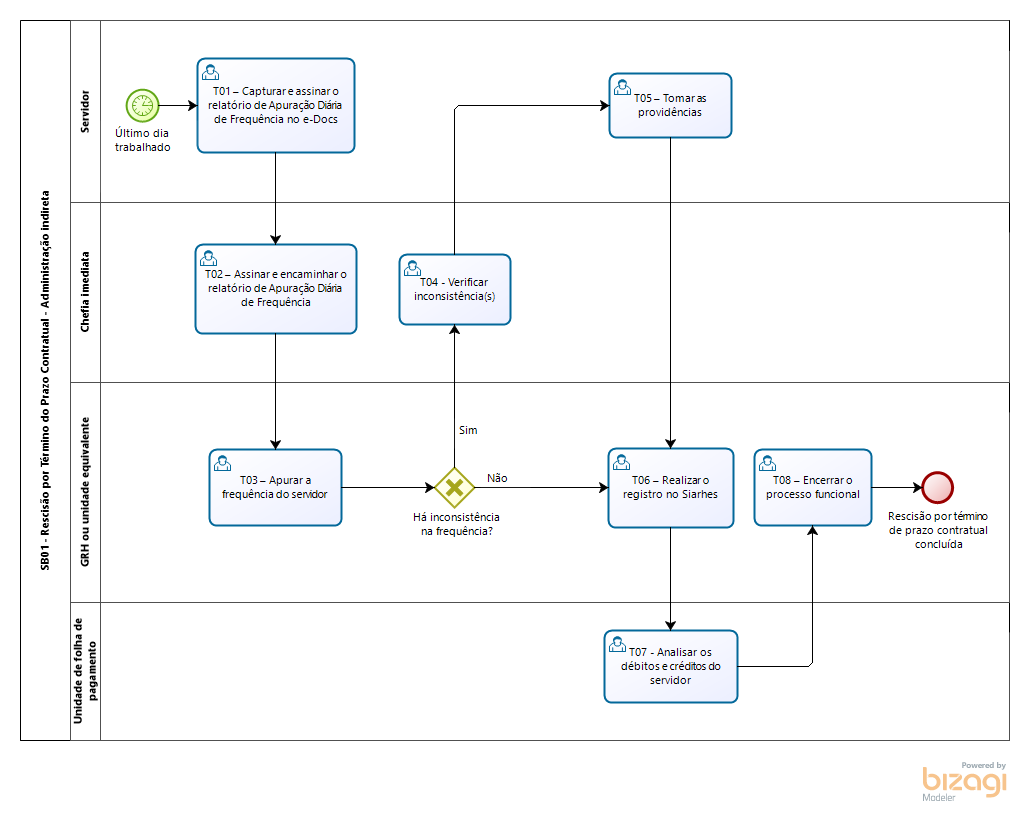 SB01 - Rescisão por Término do Prazo Contratual - Administração indireta
Servidor
Último dia
trabalhado
T01 – Capturar e assinar o
relatório de Apuração Diária
de Frequência no e-Docs
T05 – Tomar as
providências
Chefia imediata
T02 – Assinar e encaminhar o
relatório de Apuração Diária
de Frequência
T04 - Verificar
inconsistência(s)
GRH ou unidade equivalente
T03 – Apurar a
frequência do servidor
Sim
Não
Há inconsistência
na frequência?
T06 – Realizar o
registro no Siarhes
T08 – Encerrar o
processo funcional
Rescisão por término
de prazo contratual
concluída
Unidade de folha de
pagamento
T07 - Analisar os
débitos e créditos do
servidor
Powered by
bizagi
Modeler